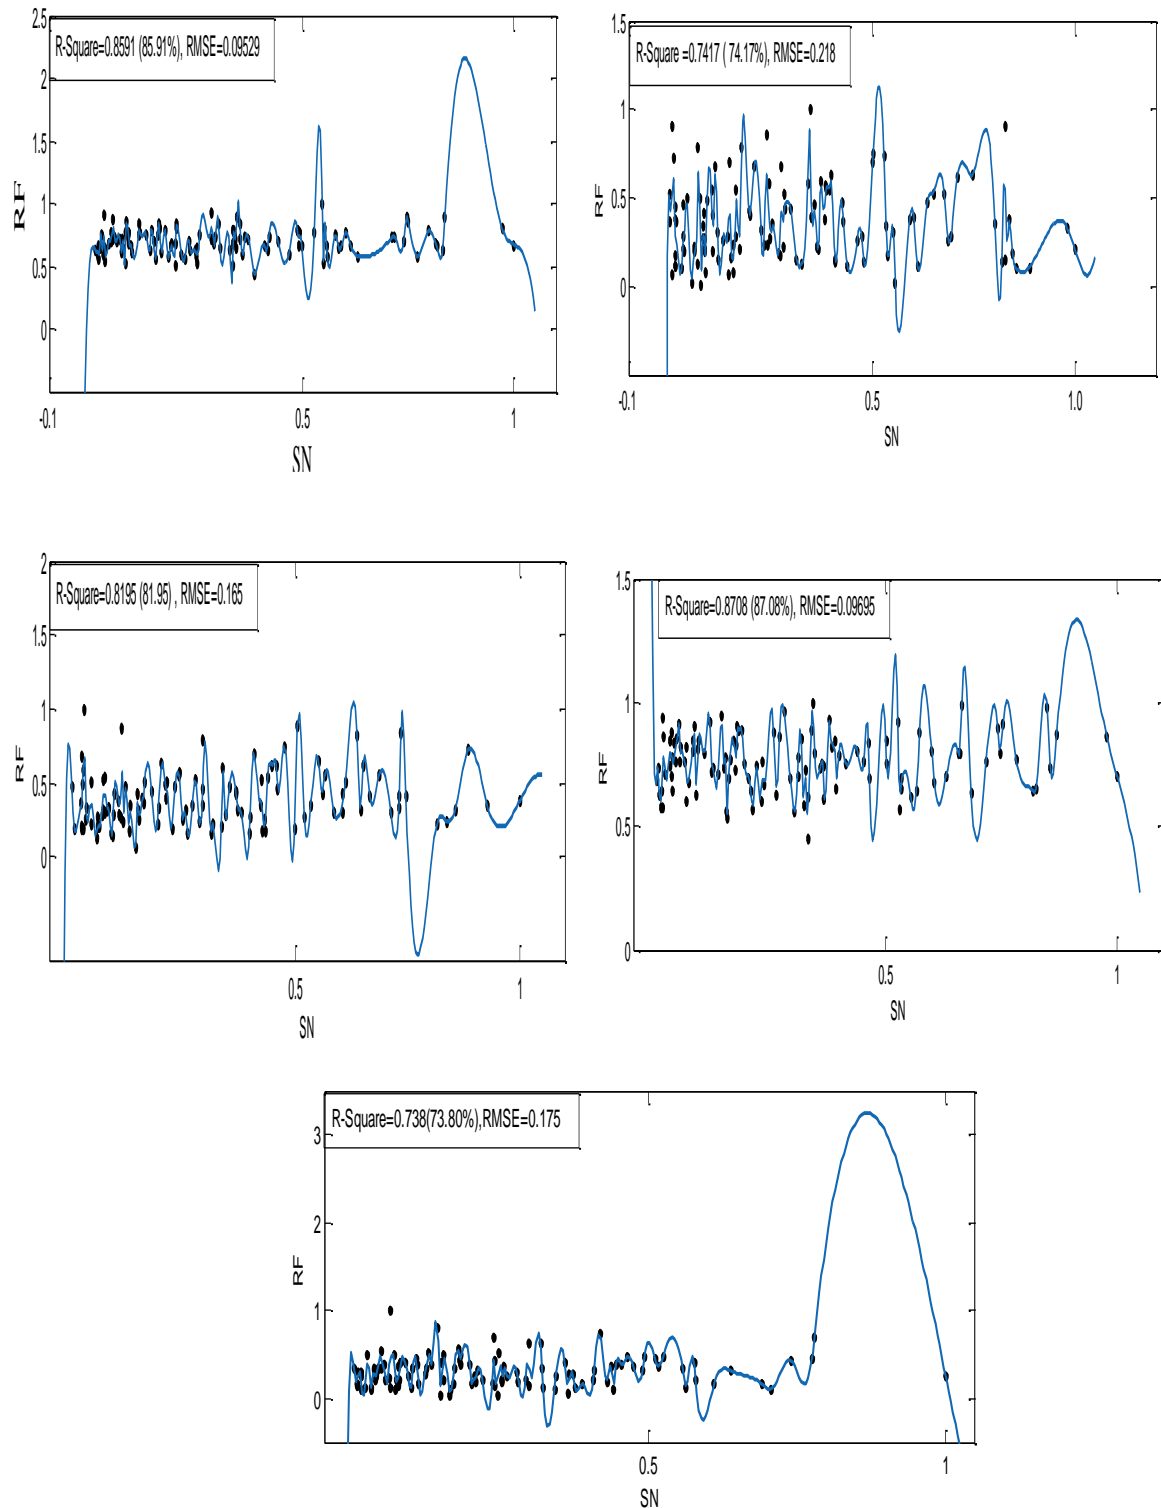 2.5
R-Square=0.8591 (85.91%), RMSE=0.09529
2
1.5
1
0.5
0
RF
-0.1 0.5 1
SN
1.5
R-Square =0.7417 ( 74.17%), RMSE=0.218
1
0.5
0
RF
-0.1 0.5 1.0
SN
2
R-Square=0.8195 (81.95) , RMSE=0.165
1.5
1
0.5
0
RF
0.5 1
SN
1.5
R-Square=0.8708 (87.08%), RMSE=0.09695
1
0.5
0
RF
0.5 1
SN
R-Square=0.738(73.80%),RMSE=0.175
3
2
1
0
RF
0.5 1
SN